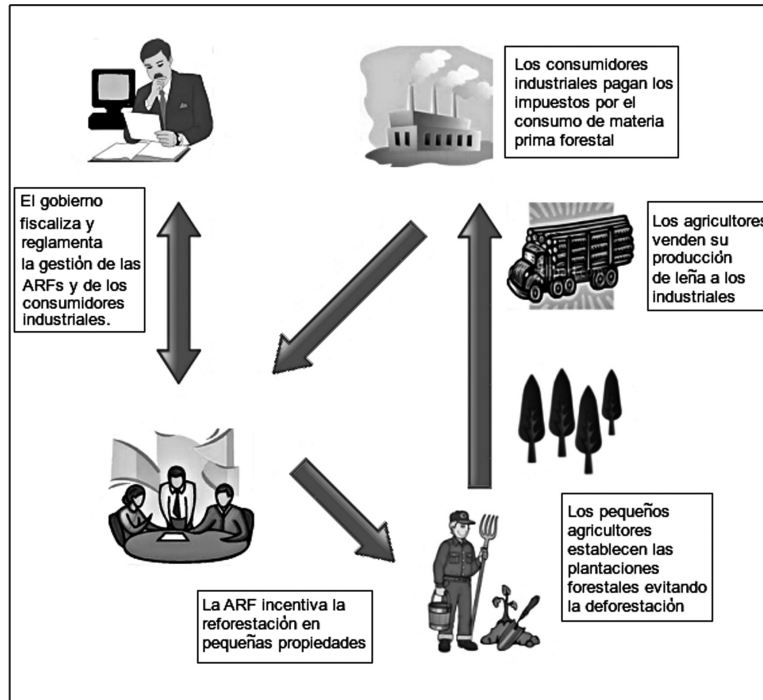 Los consumidores
industriales pagan los
impuestos por el
consumo de materia
prima forestal
El gobierno
fiscaliza y
reglamenta
la gestión de las
ARFs y de los
consumidores
industriales.
Los agricultores
venden su
producción
de leña a los
industriales
Los pequeños
agricultores
establecen las
plantaciones
forestales evitando
la deforestación
La ARF incentiva la
reforestación en
pequeñas propiedades